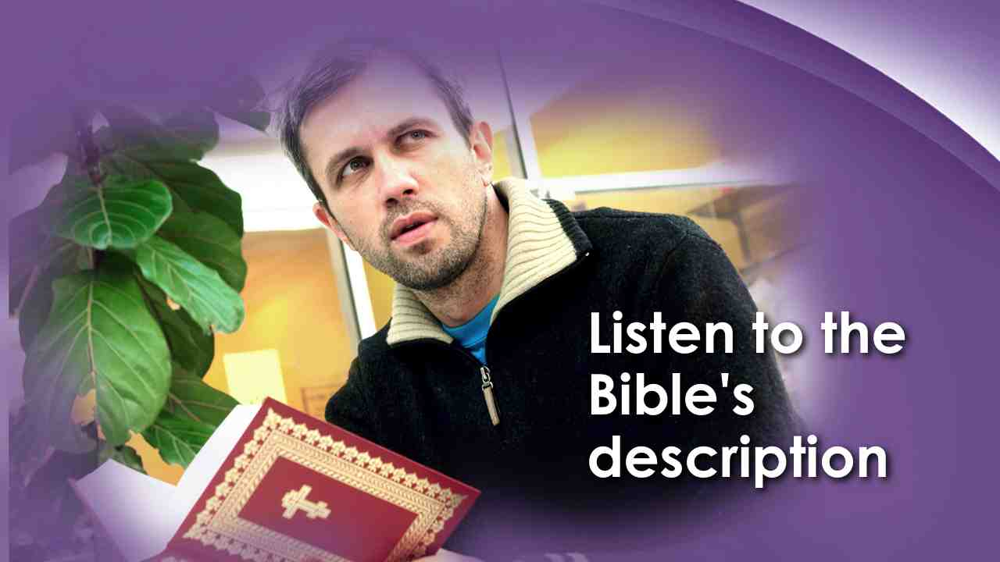 Listen to the
Bible's
description